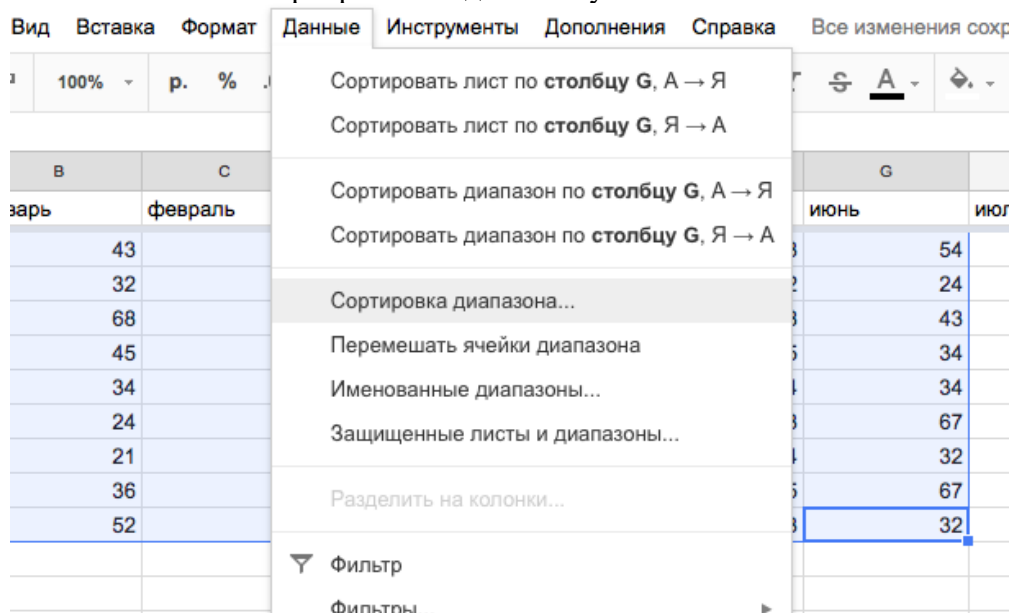 Вид Вставка Формат Данные Инструменты Дополнения Справка Все изменения сохр
100% р. % .
Сортировать лист по столбцу G, А → Я
Сортировать лист по столбцу G, Я → А
Сортировать диапазон по столбцу G, А → Я
Сортировать диапазон по столбцу G, Я → А
Сортировка диапазона...
Перемешать ячейки диапазона
Именованные диапазоны...
Защищенные листы и диапазоны...
Разделить на колонки...
Фильтр
Фильтры
S A
B C G
варь февраль июнь июл
43 54
32 24
68 43
45 34
34 34
24 67
21 32
36 67
52 32